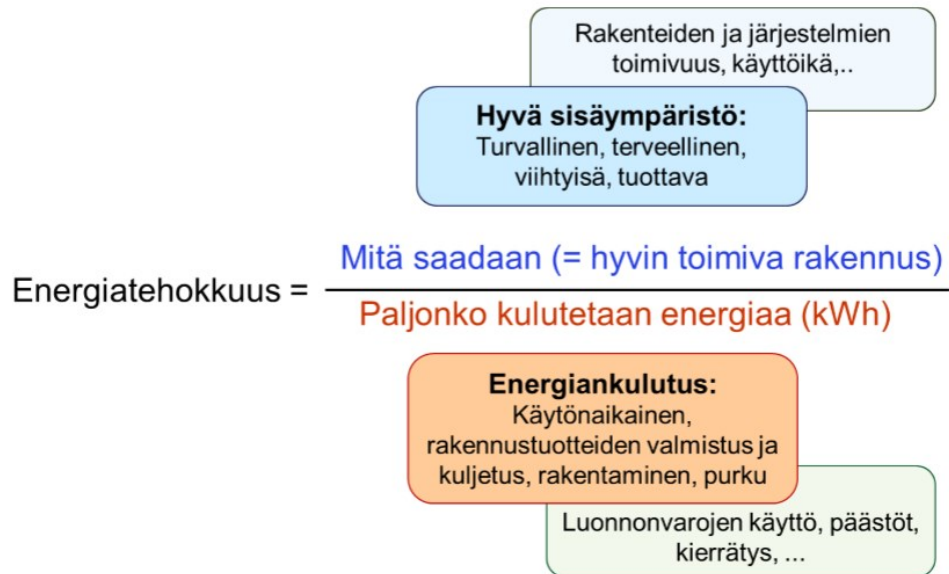 Rakenteiden ja järjestelmien
toimivuus, käyttöikä,..
Hyvä sisäympäristö:
Turvallinen, terveellinen,
viihtyisä, tuottava
Energiatehokkuus =
Mitä saadaan (= hyvin toimiva rakennus)
Paljonko kulutetaan energiaa (kWh)
Energiankulutus:
Käytönaikainen,
rakennustuotteiden valmistus ja
kuljetus, rakentaminen, purku
Luonnonvarojen käyttö, päästöt,
kierrätys, ...